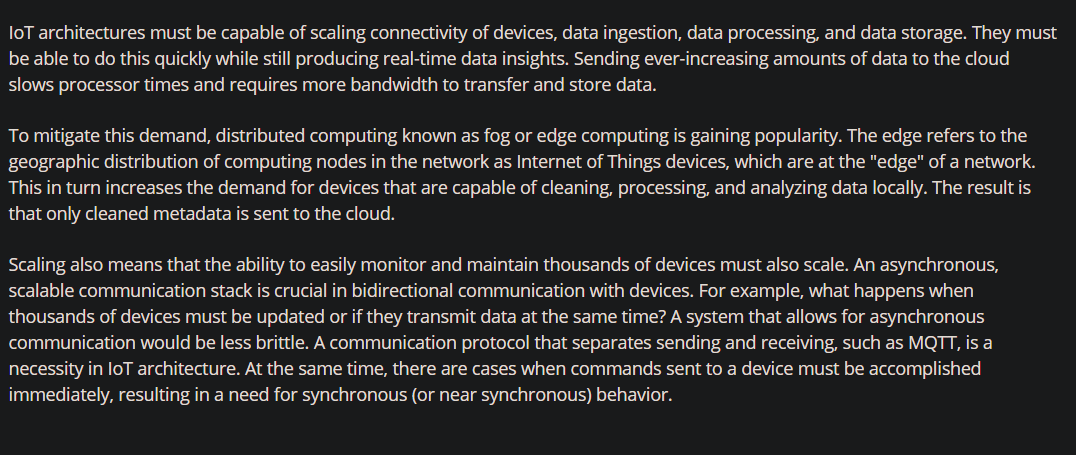 IoT architectures must be capable of scaling connectivity of devices, data ingestion, data processing, and data storage. They must
be able to do this quickly while still producing real-time data insights. Sending ever-increasing amounts of data to the cloud
slows processor times and requires more bandwidth to transfer and store data.
To mitigate this demand, distributed computing known as fog or edge computing is gaining popularity. The edge refers to the
geographic distribution of computing nodes in the network as Internet of Things devices, which are at the "edge" of a network.
This in turn increases the demand for devices that are capable of cleaning, processing, and analyzing data locally. The result is
that only cleaned metadata is sent to the cloud.
Scaling also means that the ability to easily monitor and maintain thousands of devices must also scale. An asynchronous,
scalable communication stack is crucial in bidirectional communication with devices. For example, what happens when
thousands of devices must be updated or if they transmit data at the same time? A system that allows for asynchronous
communication would be less brittle. A communication protocol that separates sending and receiving, such as MQTT, is a
necessity in IoT architecture. At the same time, there are cases when commands sent to a device must be accomplished
immediately, resulting in a need for synchronous (or near synchronous) behavior.